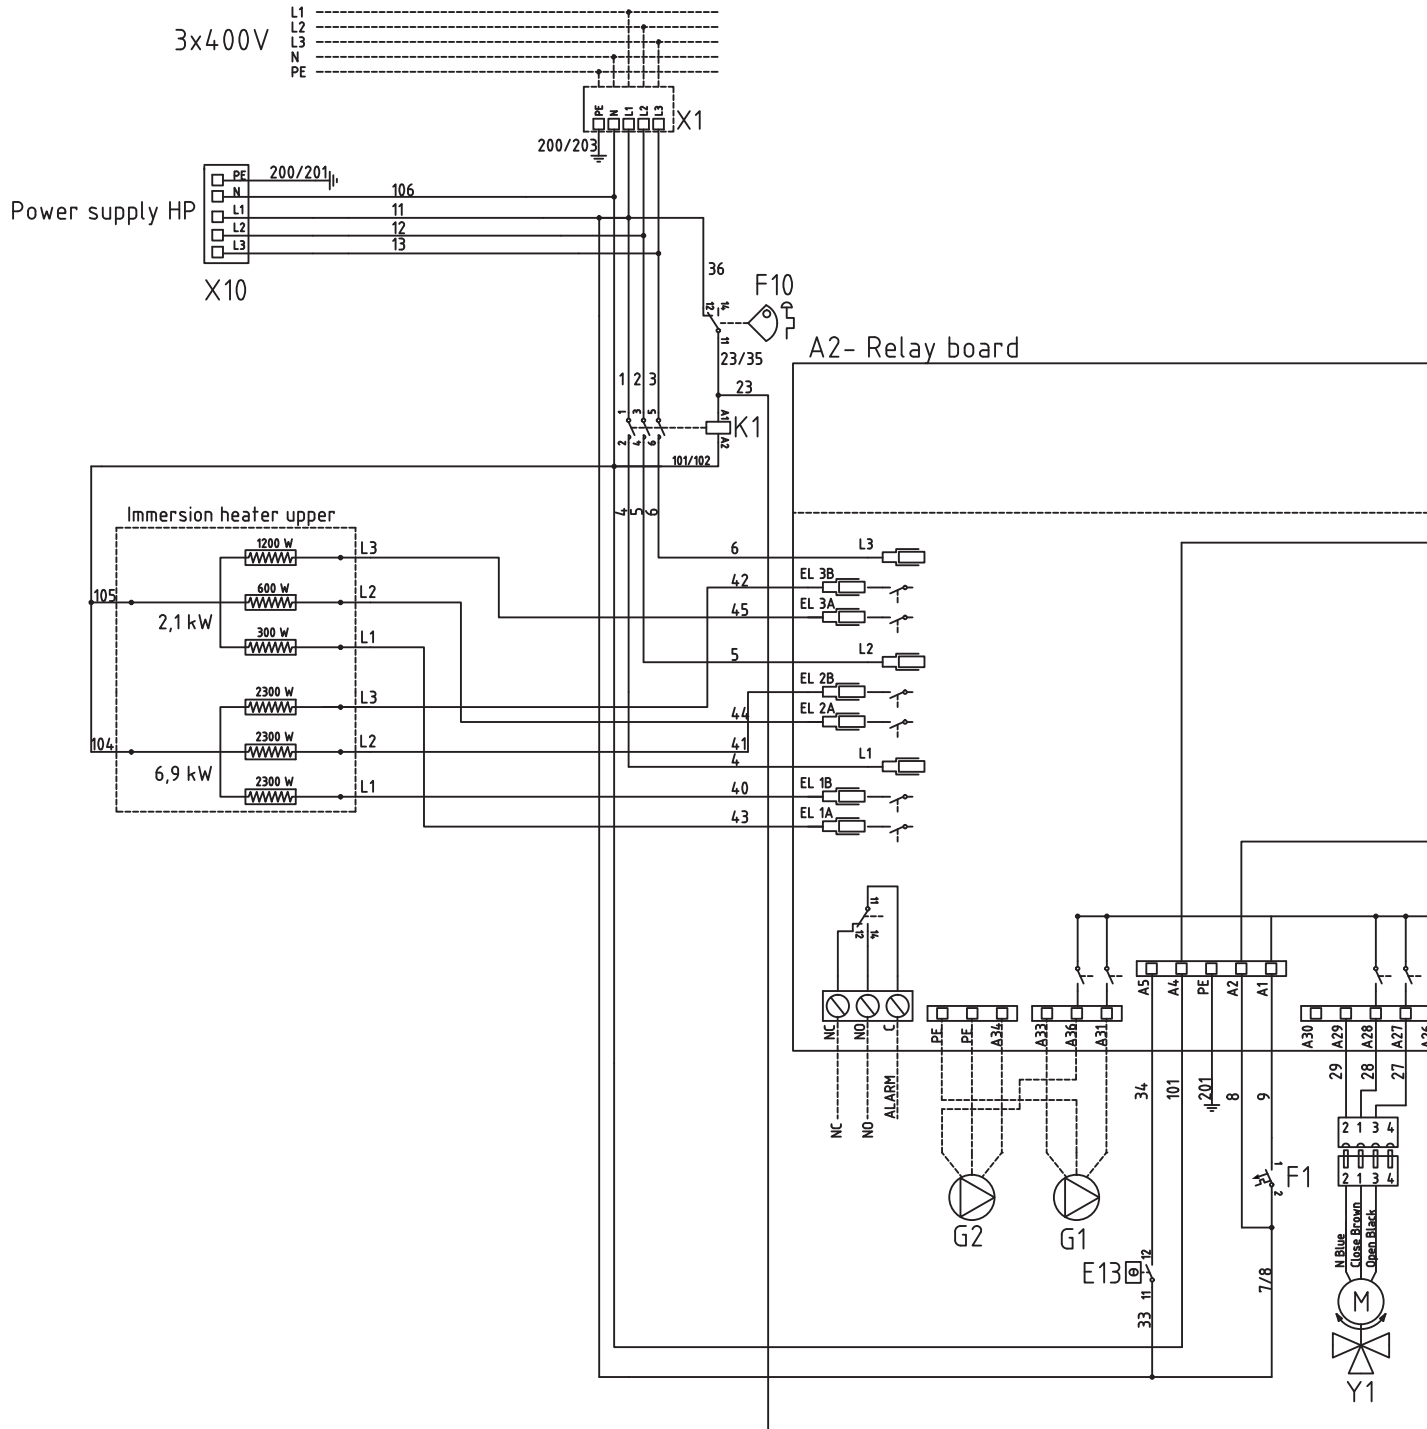 L1
L2
3x400V
L3
N
PE
PE
N
L1
L2
L3
X1
200/203
PE
200/201
N
106
Power supply HP
L1
11
L2
12
L3
13
X10
36
F10
12
14
11
A2- Relay board
23/35
1
2
3
23
1
3
5
A1
K1
2
4
6
A2
101/102
4
5
6
Immersion heater upper
1200 W
L3
6
L3
42
EL 3B
105
600 W
L2
45
EL 3A
2,1 kW
300 W
L1
5
L2
2300 W
L3
EL 2B
44
EL 2A
104
2300 W
L2
41
6,9 kW
4
L1
2300 W
L1
40
EL 1B
43
EL 1A
11
12
14
A5
A4
PE
A2
A1
NC
NO
C
PE
PE
A34
A33
A36
A31
A30
A29
A28
A27
A26
29
28
27
ALARM
34
101
201
8
9
NC
NO
2
1
3
4
2
1
3
4
1
F1
2
G2
G1
N Blue
Close Brown
Open Black
12
E13
11
33
7/8
M
Y1